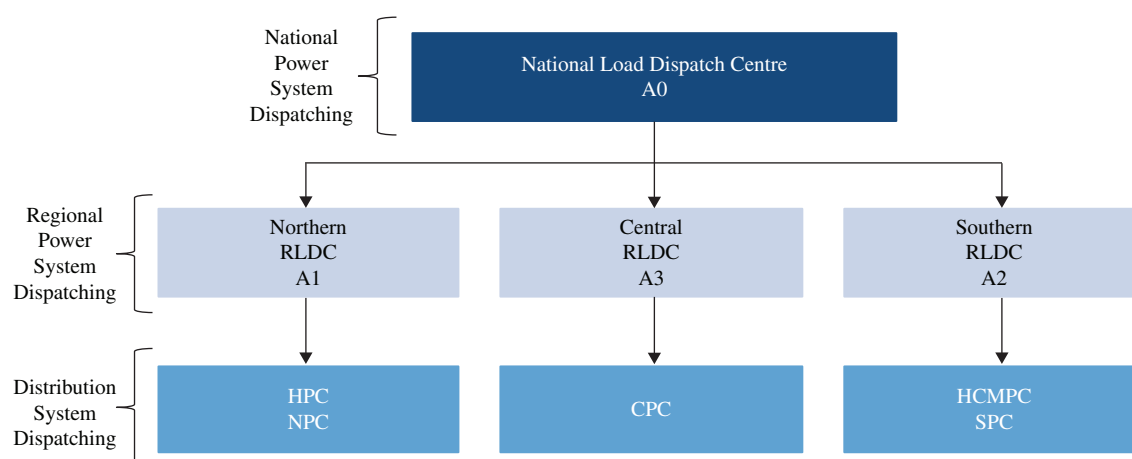 National
Power
System
Dispatching
National Load Dispatch Centre
A0
Regional
Power
System
Dispatching
Northern
RLDC
A1
Central
RLDC
A3
Southern
RLDC
A2
Distribution
System
Dispatching
HPC
NPC
CPC
HCMPC
SPC